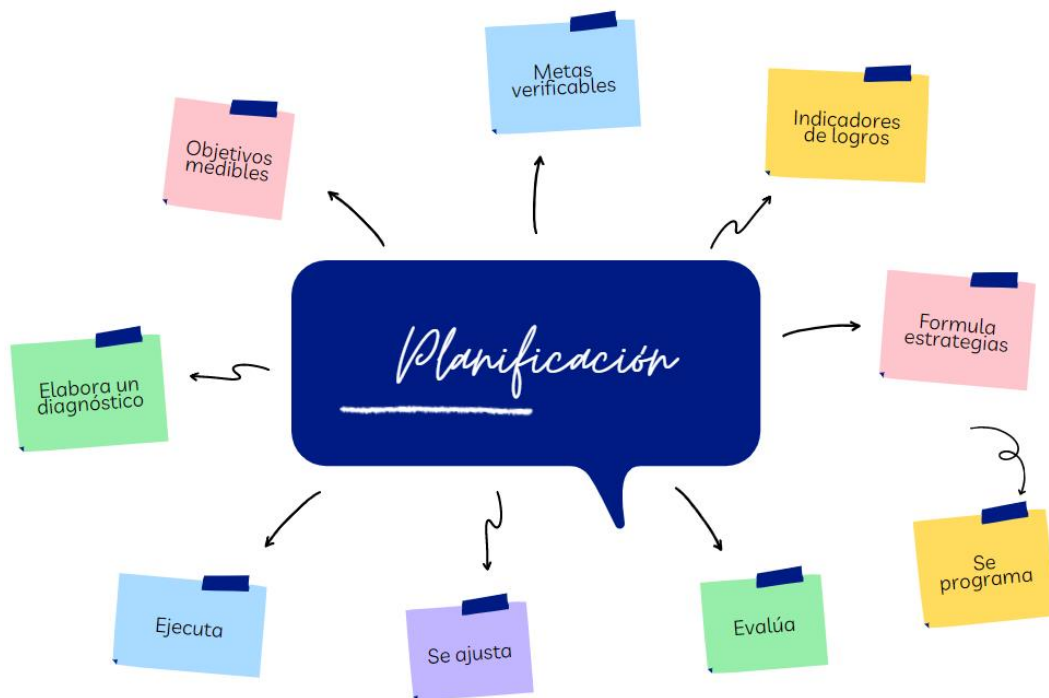 Metas
verificables
Indicadores
de logros
Objetivos
medibles
Formula
estrategias
Planificación
Elabora un
diagnóstico
Se
programa
Ejecuta
Se ajusta
Evalúa